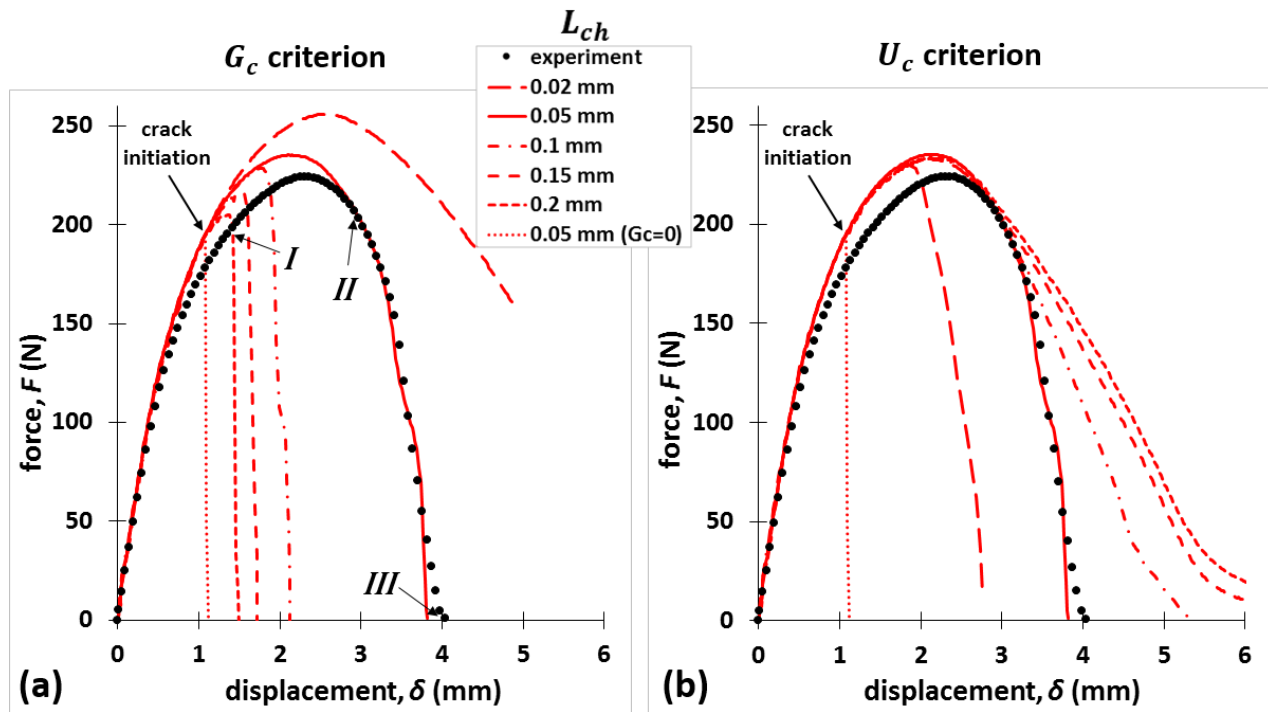 L_ch
G_c criterion
U_c criterion
experiment
0.02 mm
0.05 mm
0.1 mm
0.15 mm
0.2 mm
0.05 mm (Gc=0)
250
200
150
100
50
0
force, F (N)
crack
initiation
I
II
III
0 1 2 3 4 5 6
displacement, δ (mm)
(a)
250
200
150
100
50
0
force, F (N)
crack
initiation
0 1 2 3 4 5 6
displacement, δ (mm)
(b)